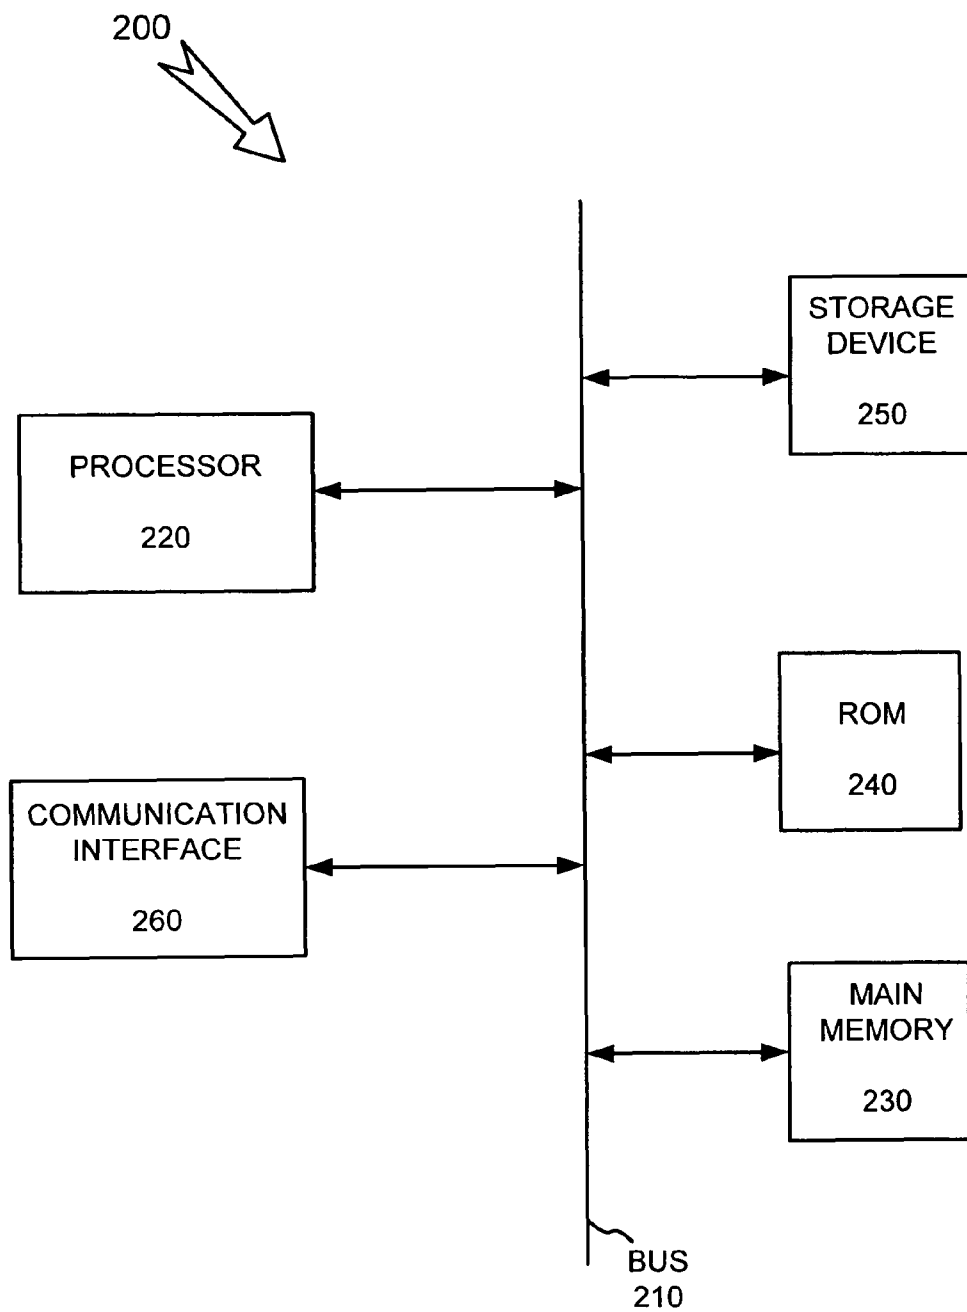 200
STORAGE
DEVICE
250
PROCESSOR
220
ROM
240
COMMUNICATION
INTERFACE
260
MAIN
MEMORY
230
BUS
210